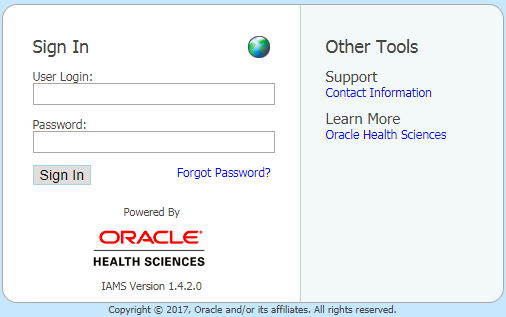 Sign In
User Login:
Password:
Sign In
Forgot Password?
Powered By
ORACLE®
HEALTH SCIENCES
IAMS Version 1.4.2.0
Other Tools
Support
Contact Information
Learn More
Oracle Health Sciences
Copyright © 2017, Oracle and/or its affiliates. All rights reserved.